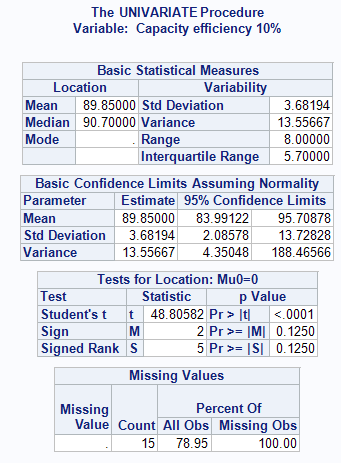 The UNIVARIATE Procedure
Variable: Capacity efficiency 10%
Basic Statistical Measures
Location Variability
Mean 89.85000 Std Deviation 3.68194
Median 90.70000 Variance 13.55667
Mode . Range 8.00000
Interquartile Range 5.70000
Basic Confidence Limits Assuming Normality
Parameter Estimate 95% Confidence Limits
Mean 89.85000 83.99122 95.70878
Std Deviation 3.68194 2.08578 13.72828
Variance 13.55667 4.35048 188.46566
Tests for Location: Mu0=0
Test Statistic p Value
Student's t t 48.80582 Pr > |t| <.0001
Sign M 2 Pr >= |M| 0.1250
Signed Rank S 5 Pr >= |S| 0.1250
Missing Values
Missing Value Count Percent Of
All Obs Missing Obs
. 15 78.95 100.00